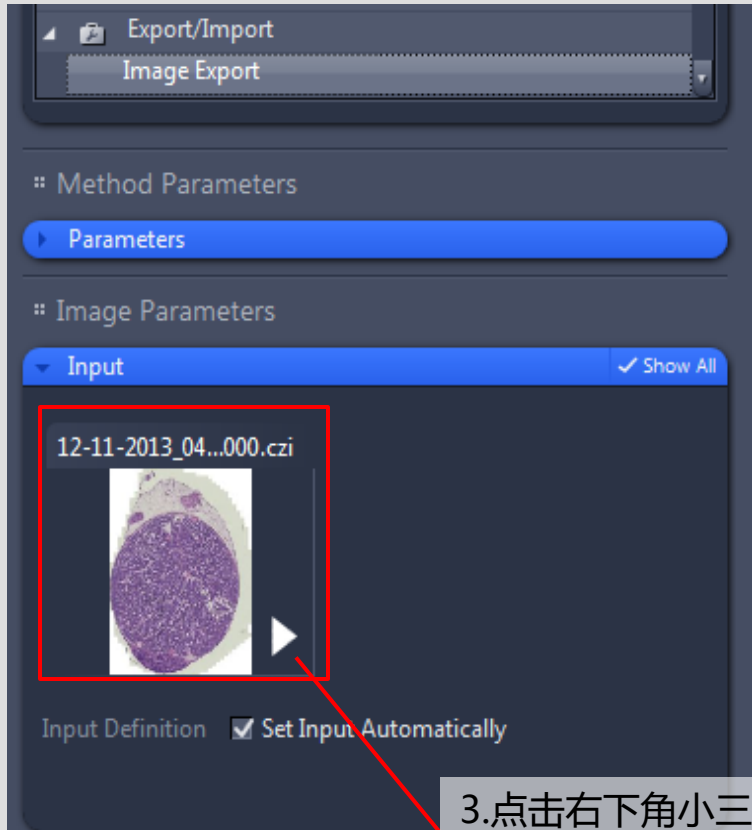 Export/Import
Image Export
Method Parameters
Parameters
Image Parameters
Input
Show All
12-11-2013_04...000.czi
Input Definition
Set Input Automatically
3.点击右下角小三